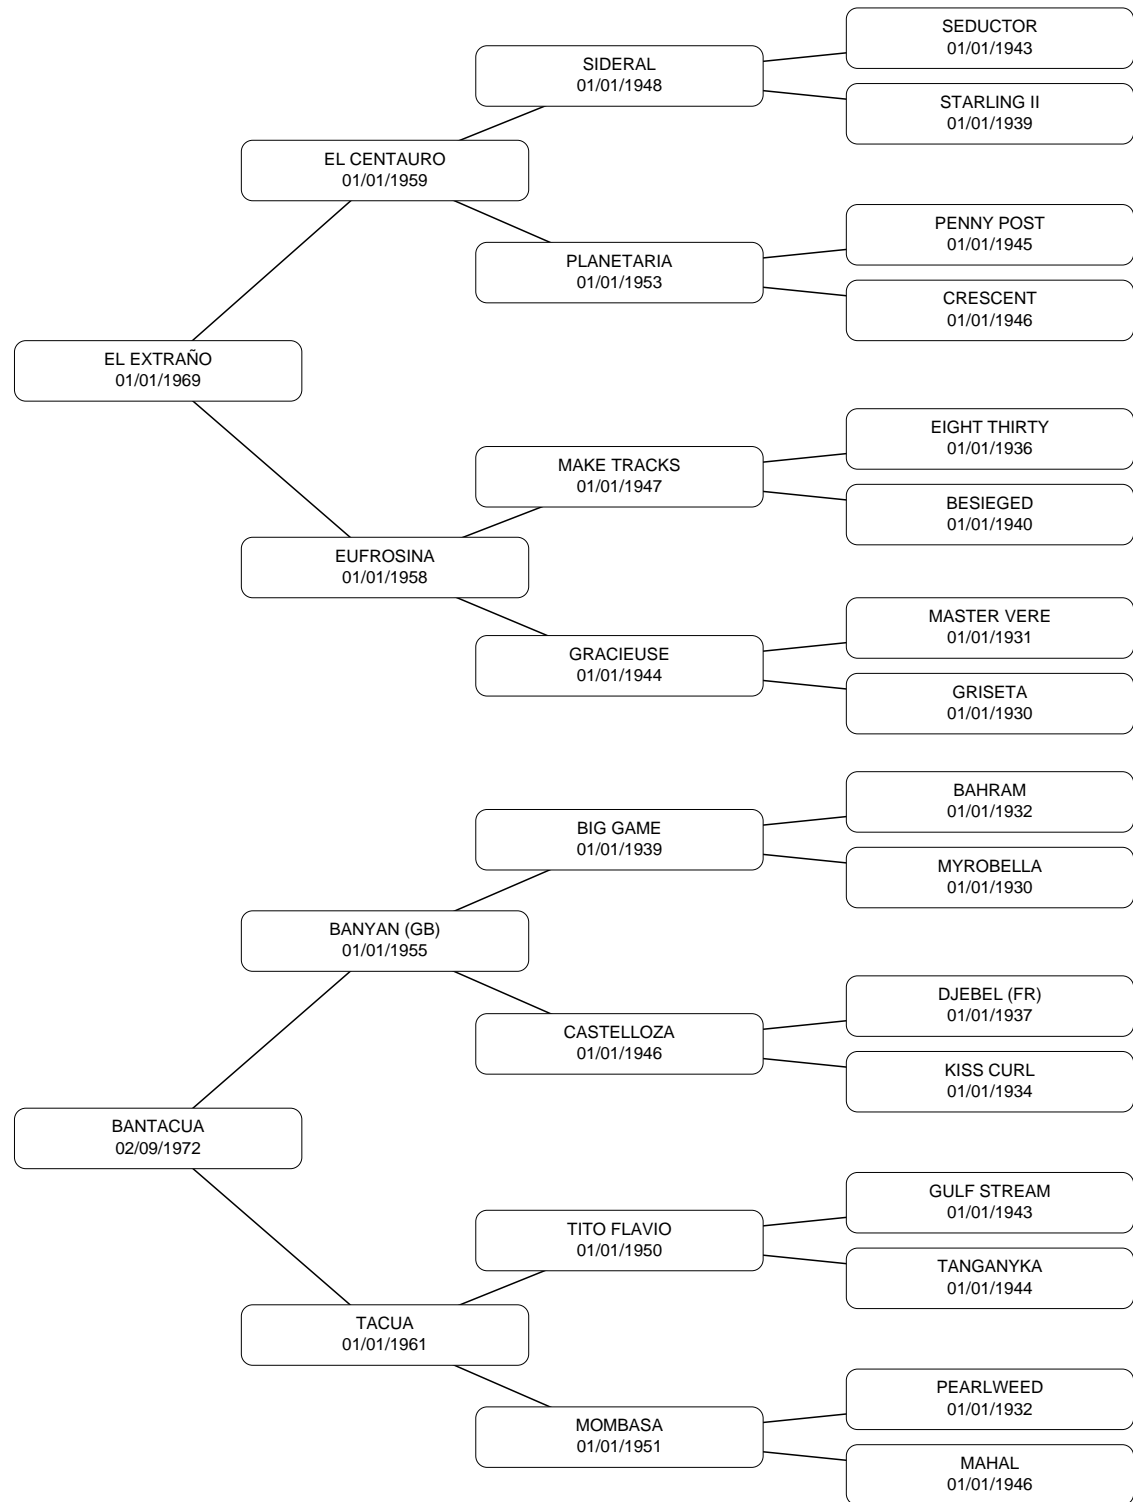 SEDUCTOR
01/01/1943
SIDERAL
01/01/1948
STARLING II
01/01/1939
EL CENTAURO
01/01/1959
PENNY POST
01/01/1945
PLANETARIA
01/01/1953
CRESCENT
01/01/1946
EL EXTRAÑO
01/01/1969
EIGHT THIRTY
01/01/1936
MAKE TRACKS
01/01/1947
BESIEGED
01/01/1940
EUFROSINA
01/01/1958
MASTER VERE
01/01/1931
GRACIEUSE
01/01/1944
GRISETA
01/01/1930
BAHRAM
01/01/1932
BIG GAME
01/01/1939
MYROBELLA
01/01/1930
BANYAN (GB)
01/01/1955
DJEBEL (FR)
01/01/1937
CASTELLOZA
01/01/1946
KISS CURL
01/01/1934
BANTACUA
02/09/1972
GULF STREAM
01/01/1943
TITO FLAVIO
01/01/1950
TANGANYKA
01/01/1944
TACUA
01/01/1961
PEARLWEED
01/01/1932
MOMBASA
01/01/1951
MAHAL
01/01/1946